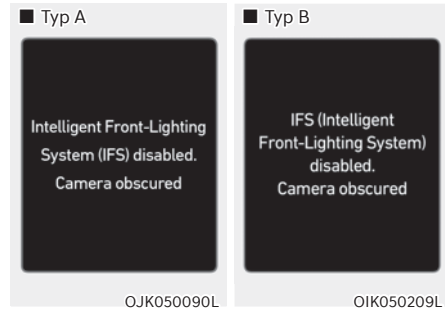 ■ Typ A
Intelligent Front-Lighting
System (IFS) disabled.
Camera obscured
OJK050090L
■ Typ B
IFS (Intelligent
Front-Lighting System)
disabled.
Camera obscured
OIK050209L